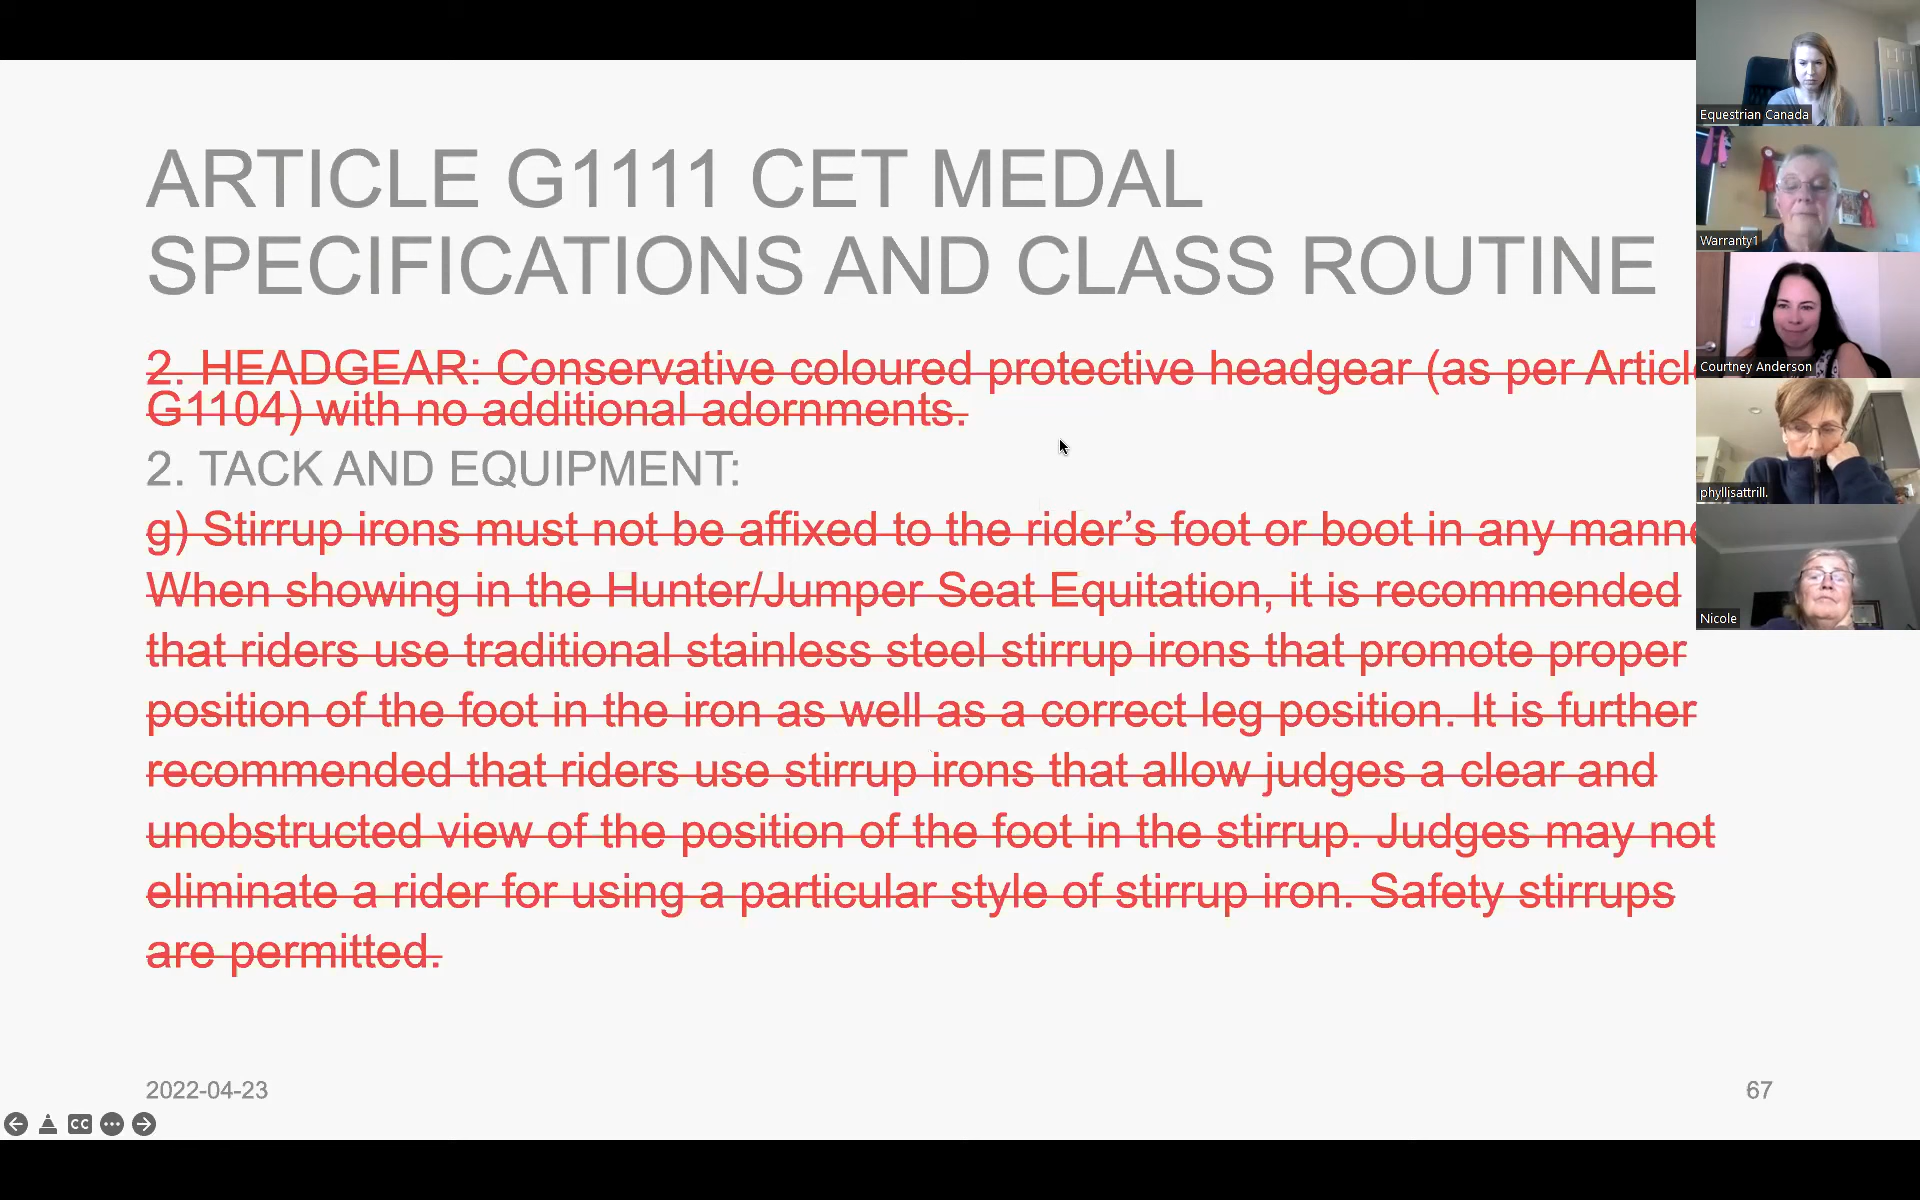 ARTICLE G1111 CET MEDAL
SPECIFICATIONS AND CLASS ROUTINE
2. HEADGEAR: Conservative coloured protective headgear (as per Articl
G1104) with no additional adornments.
2. TACK AND EQUIPMENT:
g) Stirrup irons must not be affixed to the rider’s foot or boot in any manne
When showing in the Hunter/Jumper Seat Equitation, it is recommended
that riders use traditional stainless steel stirrup irons that promote proper
position of the foot in the iron as well as a correct leg position. It is further
recommended that riders use stirrup irons that allow judges a clear and
unobstructed view of the position of the foot in the stirrup. Judges may not
eliminate a rider for using a particular style of stirrup iron. Safety stirrups
are permitted.
2022-04-23
67
CC
Equestrian Canada
Warranty1
Courtney Anderson
phyllisattrill.
Nicole